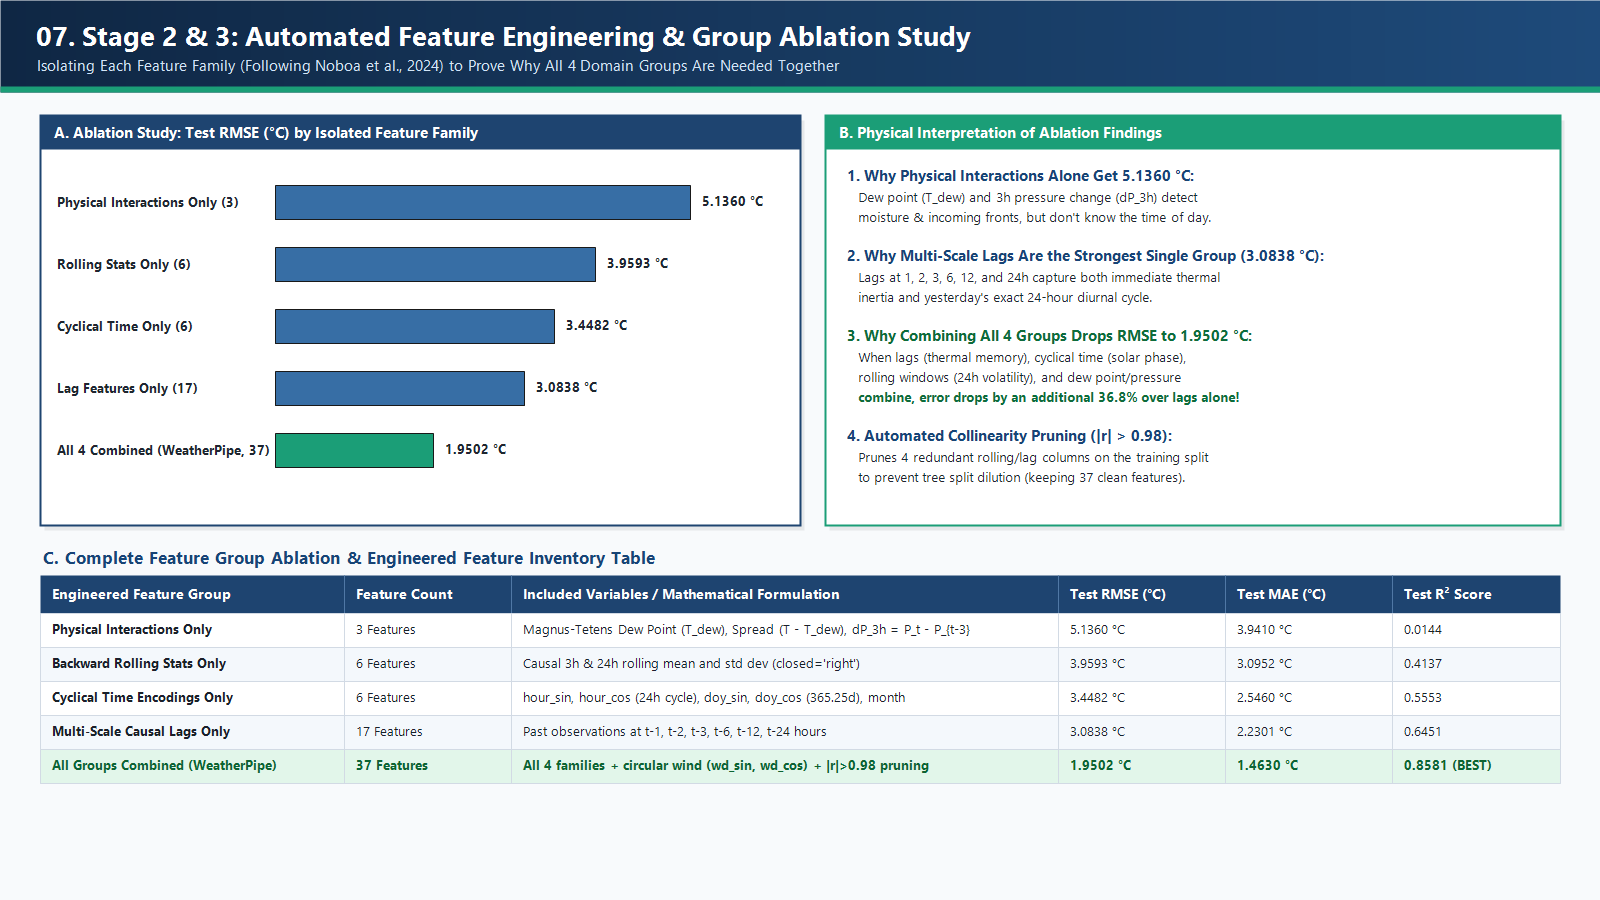 07. Stage 2 & 3: Automated Feature Engineering & Group Ablation Study
Isolating Each Feature Family (Following Noboa et al., 2024) to Prove Why All 4 Domain Groups Are Needed Together
A. Ablation Study: Test RMSE (°C) by Isolated Feature Family
Physical Interactions Only (3)
5.1360 °C
Rolling Stats Only (6)
3.9593 °C
Cyclical Time Only (6)
3.4482 °C
Lag Features Only (17)
3.0838 °C
All 4 Combined (WeatherPipe, 37)
1.9502 °C
B. Physical Interpretation of Ablation Findings
1. Why Physical Interactions Alone Get 5.1360 °C:
Dew point (T_dew) and 3h pressure change (dP_3h) detect
moisture & incoming fronts, but don't know the time of day.
2. Why Multi-Scale Lags Are the Strongest Single Group (3.0838 °C):
Lags at 1, 2, 3, 6, 12, and 24h capture both immediate thermal
inertia and yesterday's exact 24-hour diurnal cycle.
3. Why Combining All 4 Groups Drops RMSE to 1.9502 °C:
When lags (thermal memory), cyclical time (solar phase),
rolling windows (24h volatility), and dew point/pressure
combine, error drops by an additional 36.8% over lags alone!
4. Automated Collinearity Pruning (|r| > 0.98):
Prunes 4 redundant rolling/lag columns on the training split
to prevent tree split dilution (keeping 37 clean features).
C. Complete Feature Group Ablation & Engineered Feature Inventory Table
Engineered Feature Group Feature Count Included Variables / Mathematical Formulation Test RMSE (°C) Test MAE (°C) Test R² Score
Physical Interactions Only 3 Features Magnus-Tetens Dew Point (T_dew), Spread (T - T_dew), dP_3h = P_t - P_{t-3} 5.1360 °C 3.9410 °C 0.0144
Backward Rolling Stats Only 6 Features Causal 3h & 24h rolling mean and std dev (closed='right') 3.9593 °C 3.0952 °C 0.4137
Cyclical Time Encodings Only 6 Features hour_sin, hour_cos (24h cycle), doy_sin, doy_cos (365.25d), month 3.4482 °C 2.5460 °C 0.5553
Multi-Scale Causal Lags Only 17 Features Past observations at t-1, t-2, t-3, t-6, t-12, t-24 hours 3.0838 °C 2.2301 °C 0.6451
All Groups Combined (WeatherPipe) 37 Features All 4 families + circular wind (wd_sin, wd_cos) + |r|>0.98 pruning 1.9502 °C 1.4630 °C 0.8581 (BEST)